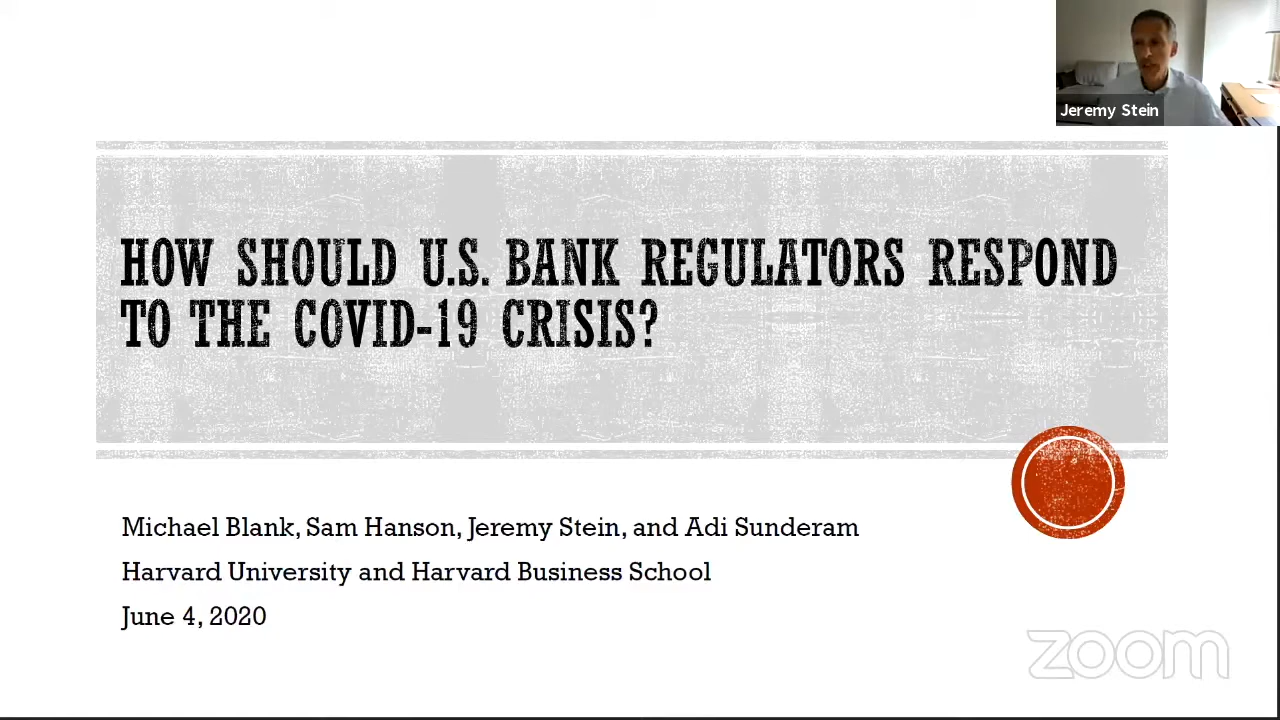 Jeremy Stein
HOW SHOULD U.S. BANK REGULATORS RESPOND
TO THE COVID-19 CRISIS?
Michael Blank, Sam Hanson, Jeremy Stein, and Adi Sunderam
Harvard University and Harvard Business School
June 4, 2020
zoom